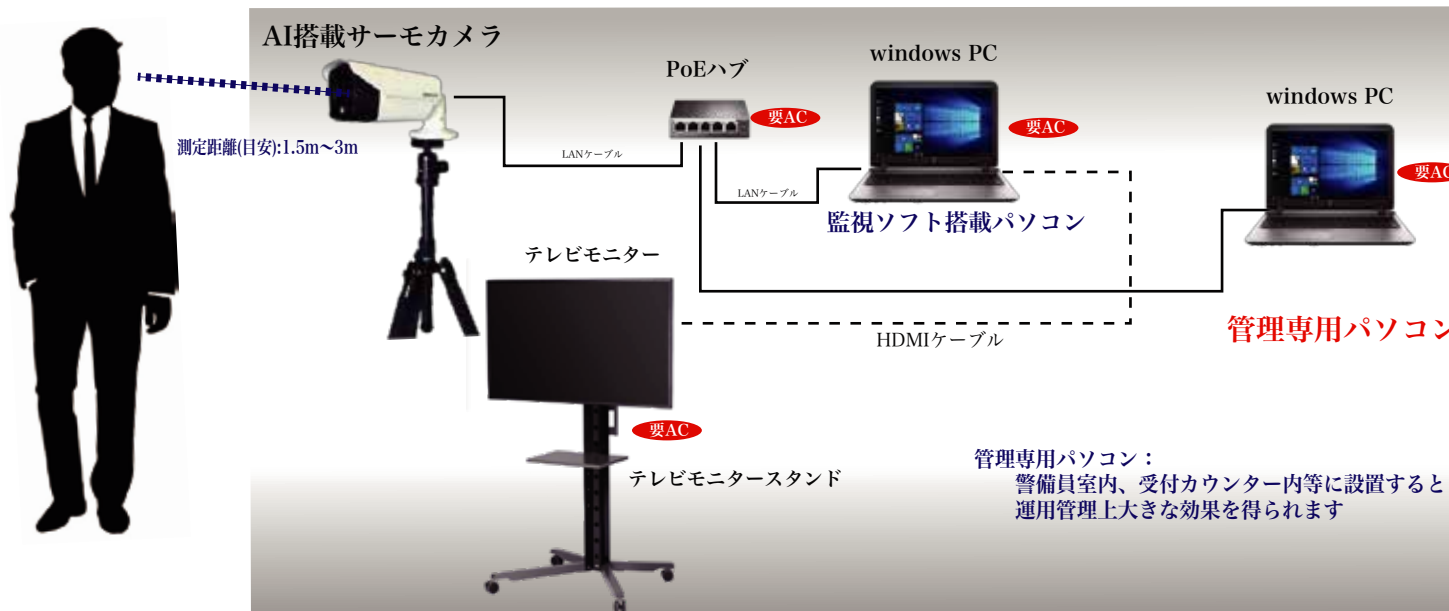 AI搭載サーモカメラ
PoEハブ
windows PC
windows PC
要AC
要AC
要AC
測定距離(目安):1.5m〜3m
LANケーブル
LANケーブル
監視ソフト搭載パソコン
テレビモニター
HDMIケーブル
管理専用パソコン
要AC
テレビモニタースタンド
管理専用パソコン：
警備員室内、受付カウンター内等に設置すると
運用管理上大きな効果を得られます